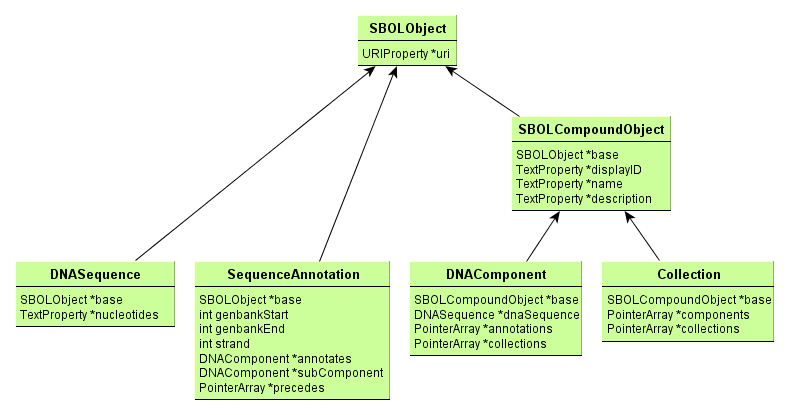 SBOLObject
URIProperty *uri
SBOLCompoundObject
SBOLObject *base
TextProperty *displayID
TextProperty *name
TextProperty *description
DNASequence
SBOLObject *base
TextProperty *nucleotides
SequenceAnnotation
SBOLObject *base
int genbankStart
int genbankEnd
int strand
DNAComponent *annotates
DNAComponent *subComponent
PointerArray *precedes
DNAComponent
SBOLCompoundObject *base
DNASequence *dnaSequence
PointerArray *annotations
PointerArray *collections
Collection
SBOLCompoundObject *base
PointerArray *components
PointerArray *collections